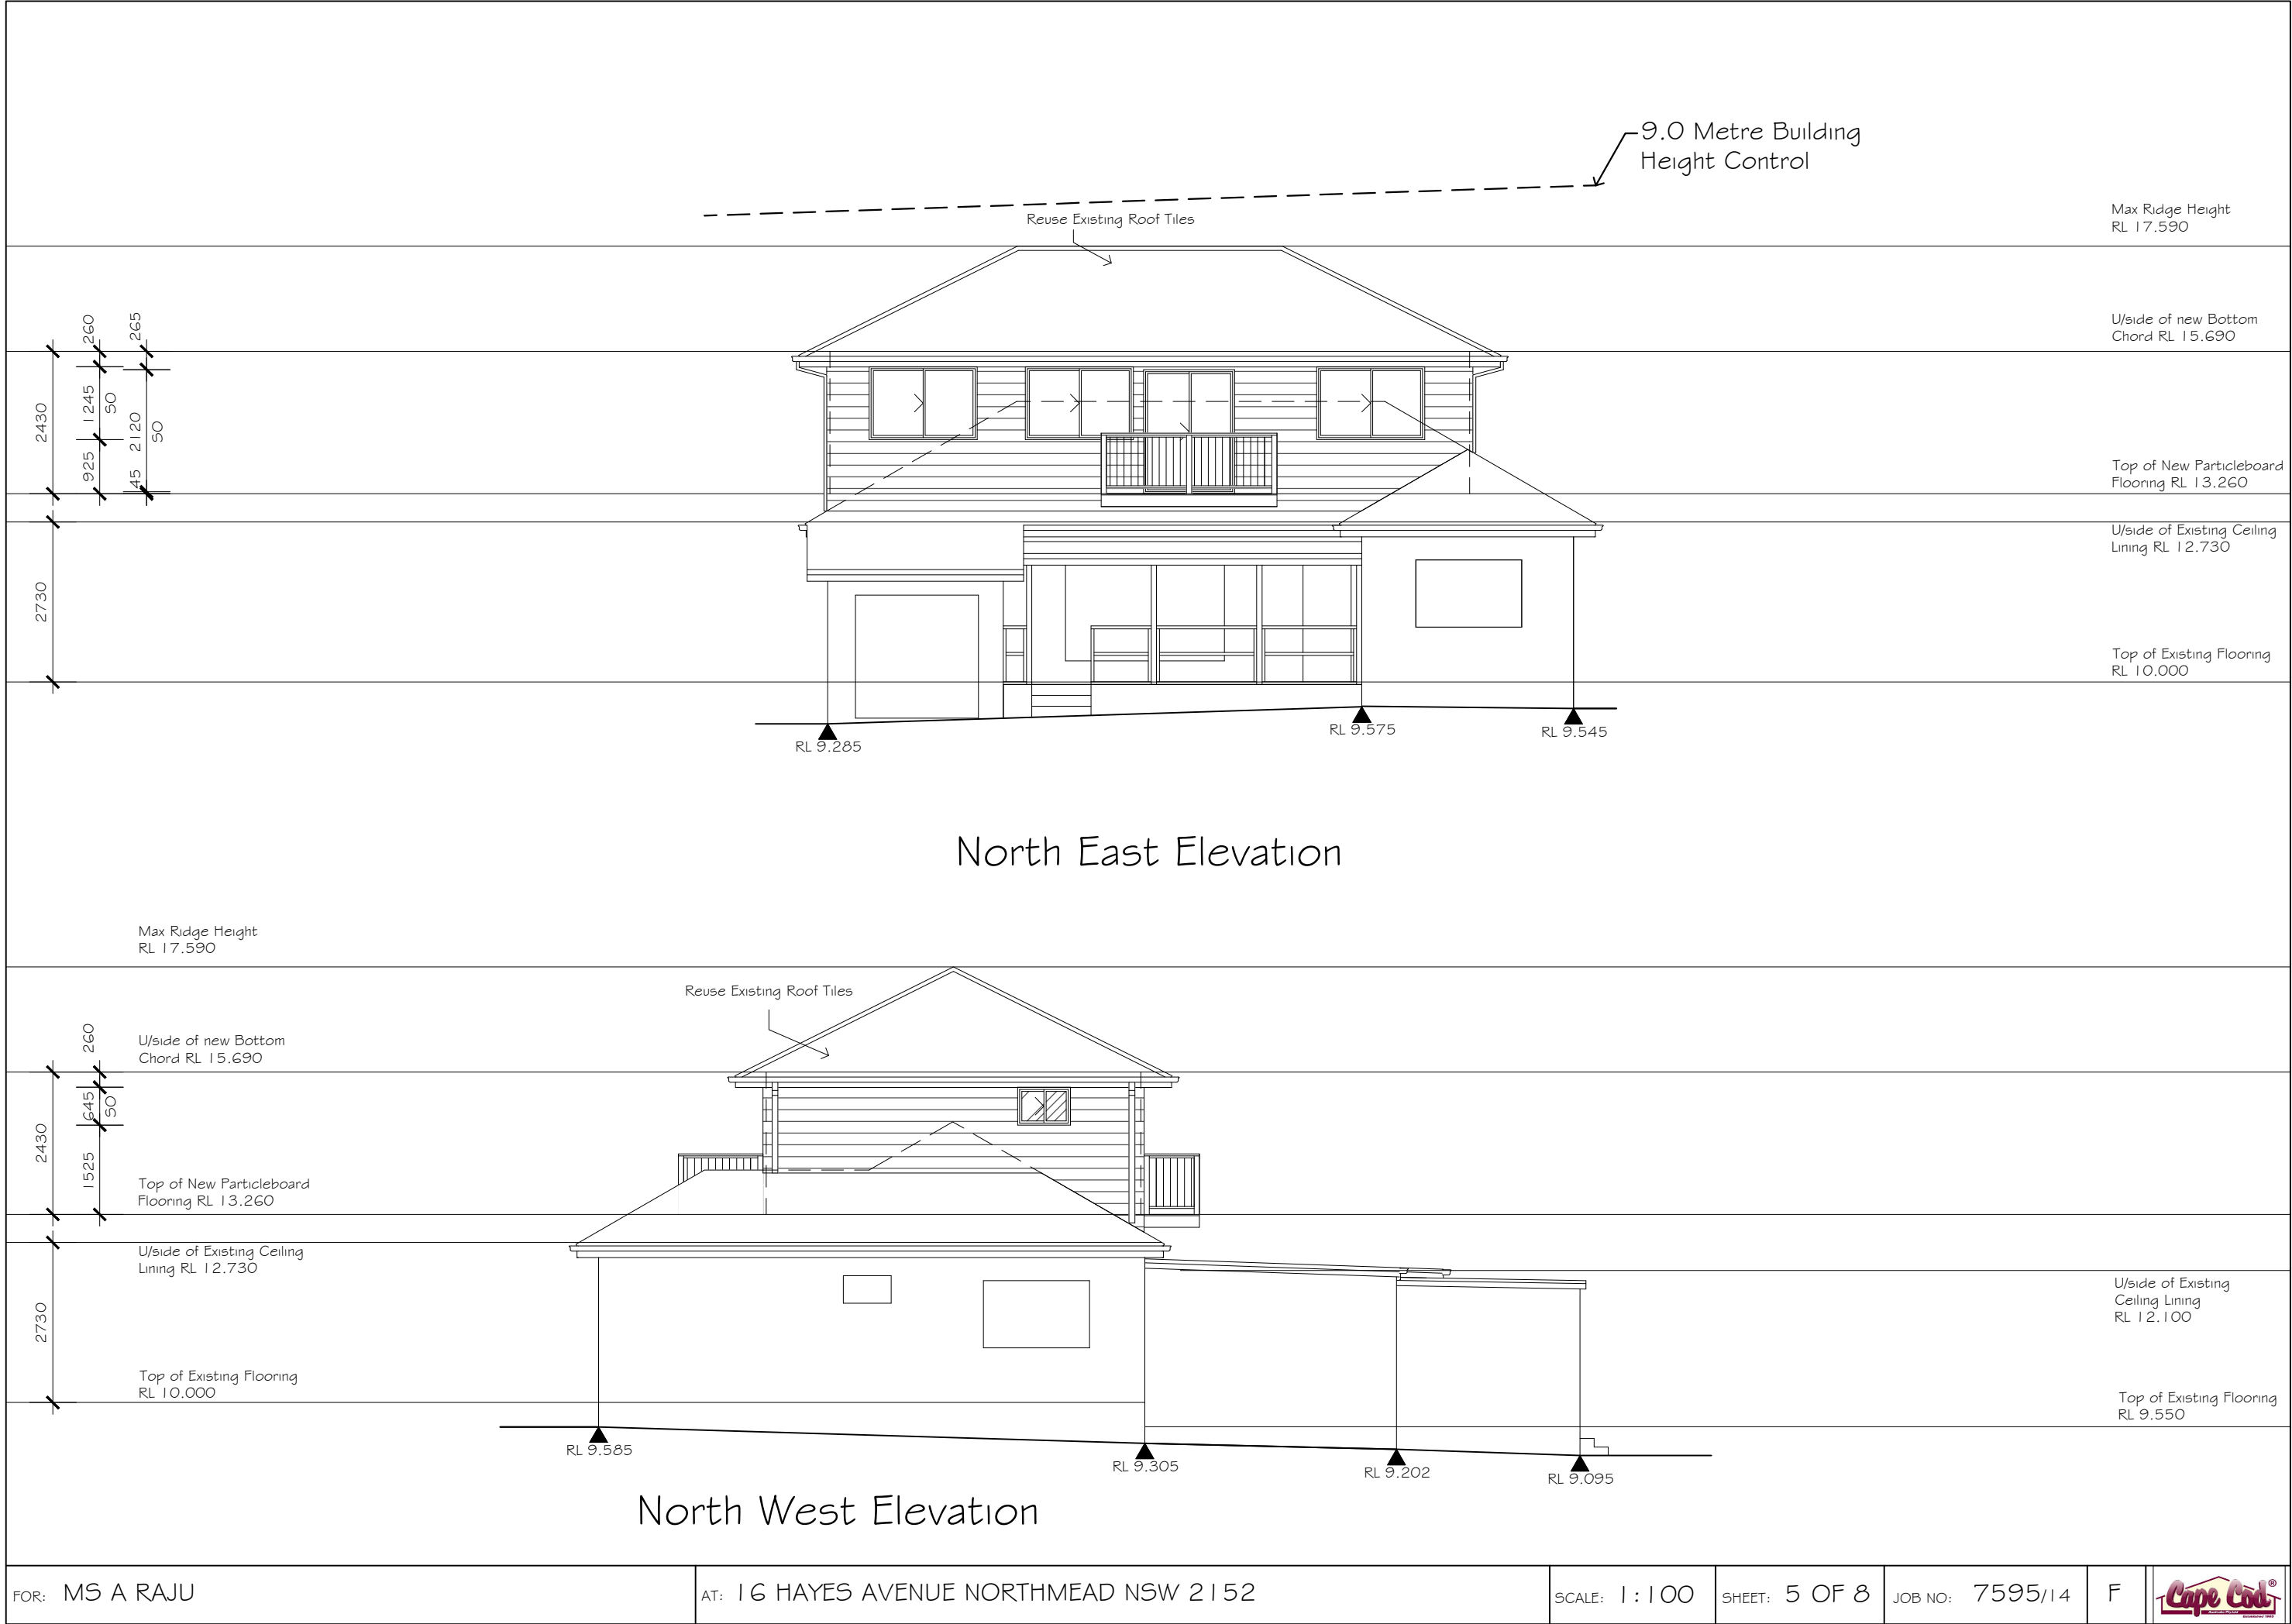 9.0 Metre Building
Height Control
Reuse Existing Roof Tiles
Max Ridge Height
RL 17.590
U/side of new Bottom
Chord RL 15.690
Top of New Particleboard
Flooring RL 13.260
U/side of Existing Ceiling
Lining RL 12.730
Top of Existing Flooring
RL 10.000
260
265
2430
1245
SO
2120
SO
925
45
2730
RL 9.285
RL 9.575
RL 9.545
North East Elevation
Max Ridge Height
RL 17.590
Reuse Existing Roof Tiles
U/side of new Bottom
Chord RL 15.690
260
645
SO
2430
1525
Top of New Particleboard
Flooring RL 13.260
U/side of Existing Ceiling
Lining RL 12.730
2730
Top of Existing Flooring
RL 10.000
U/side of Existing
Ceiling Lining
RL 12.100
Top of Existing Flooring
RL 9.550
RL 9.585
RL 9.305
RL 9.202
RL 9.095
North West Elevation
FOR: MS A RAJU
AT: 16 HAYES AVENUE NORTHMEAD NSW 2152
SCALE: 1:100
SHEET: 5 OF 8
JOB NO: 7595/14
F
Cape Cod®